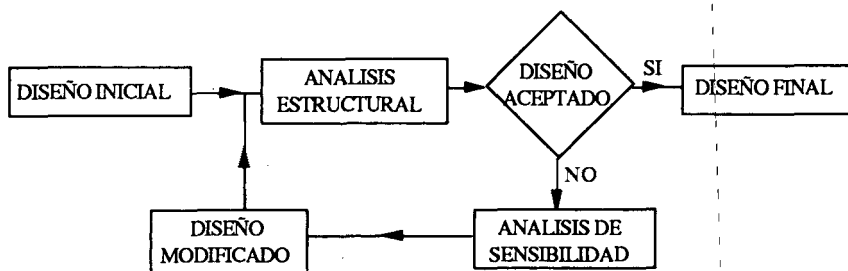 DISEÑO INICIAL
ANALISIS
ESTRUCTURAL
DISEÑO
ACEPTADO
SI
DISEÑO FINAL
NO
ANALISIS DE
SENSIBILIDAD
DISEÑO
MODIFICADO